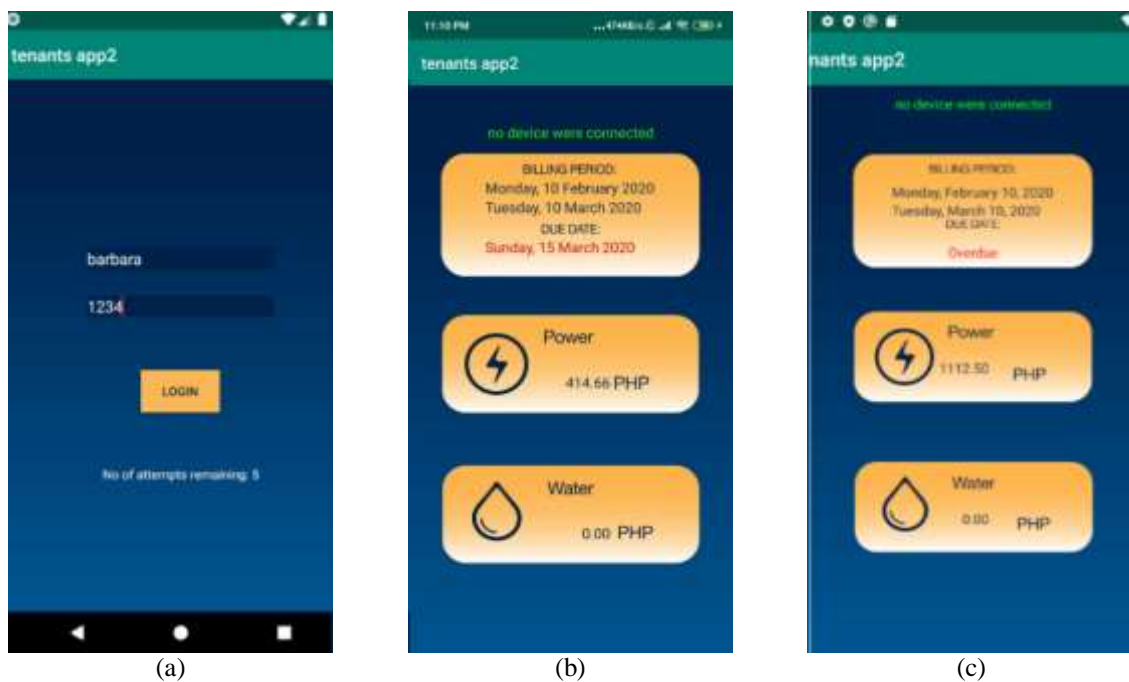 tenants app2
barbara
1234
LOGIN
No of attempts remaining: 5
(a)
11:10 PM
tenants app2
no device were connected
BILLING PERIOD:
Monday, 10 February 2020
Tuesday, 10 March 2020
DUE DATE:
Sunday, 15 March 2020
Power
414.66 PHP
Water
0.00 PHP
(b)
nants app2
no device were connected
BILLING PERIOD:
Monday, February 10, 2020
Tuesday, March 10, 2020
DUE DATE:
Overdue
Power
1112.50 PHP
Water
0.00 PHP
(c)